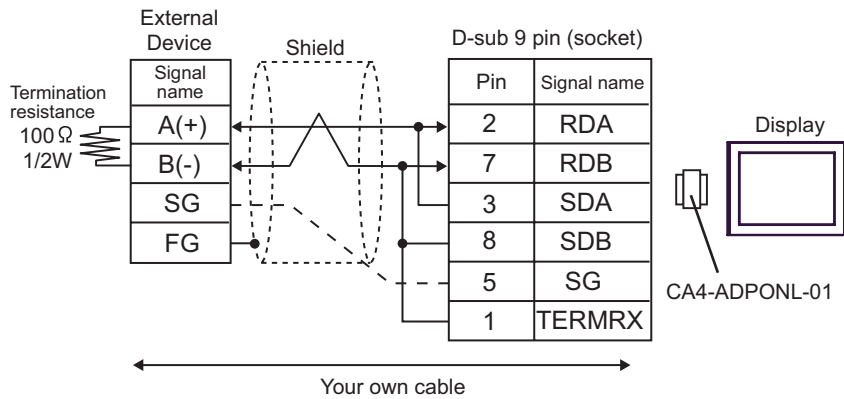 External
Device
Shield
D-sub 9 pin (socket)
Signal
name
Pin
Signal name
Termination
resistance
100 Ω
1/2W
A(+)
2
RDA
Display
B(-)
7
RDB
SG
3
SDA
FG
8
SDB
5
SG
CA4-ADPONL-01
1
TERMRX
Your own cable